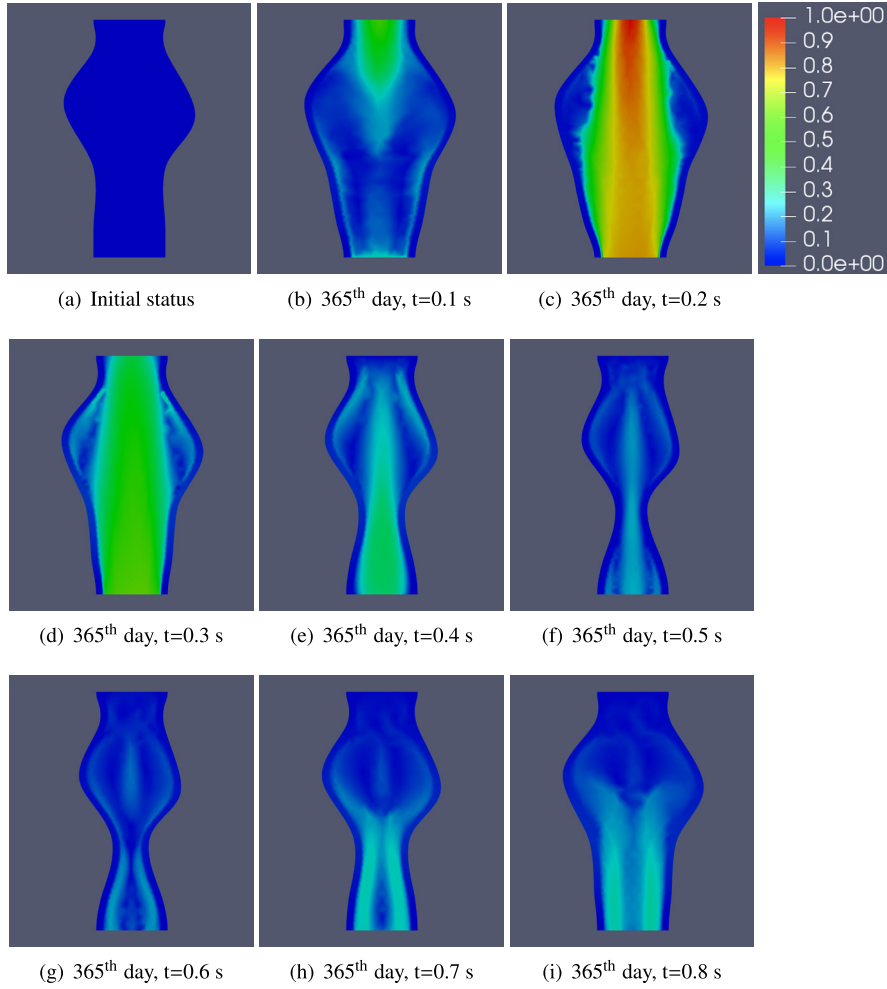 1.0e+00
0.9
0.8
0.7
0.6
0.5
0.4
0.3
0.2
0.1
0.0e+00
(a) Initial status
(b) 365th day, t=0.1 s
(c) 365th day, t=0.2 s
(d) 365th day, t=0.3 s
(e) 365th day, t=0.4 s
(f) 365th day, t=0.5 s
(g) 365th day, t=0.6 s
(h) 365th day, t=0.7 s
(i) 365th day, t=0.8 s